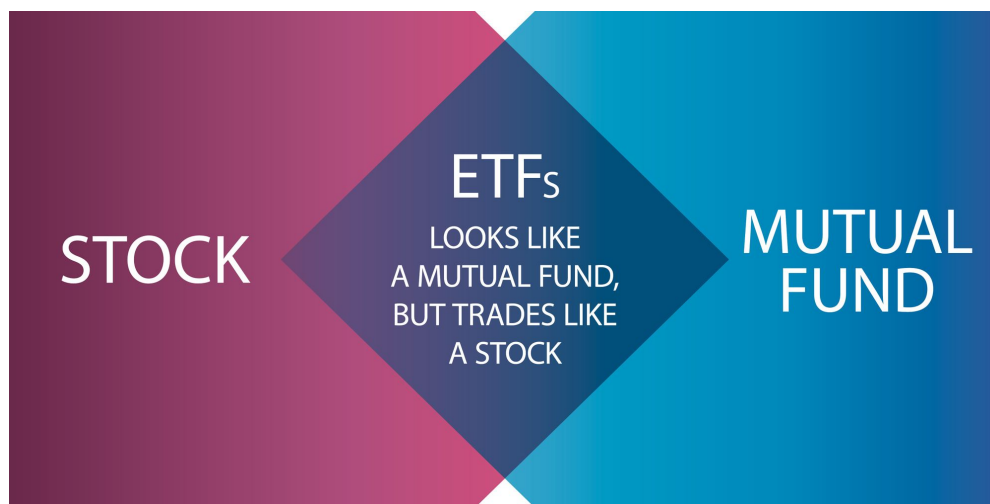 STOCK
ETFs
LOOKS LIKE
A MUTUAL FUND,
BUT TRADES LIKE
A STOCK
MUTUAL
FUND